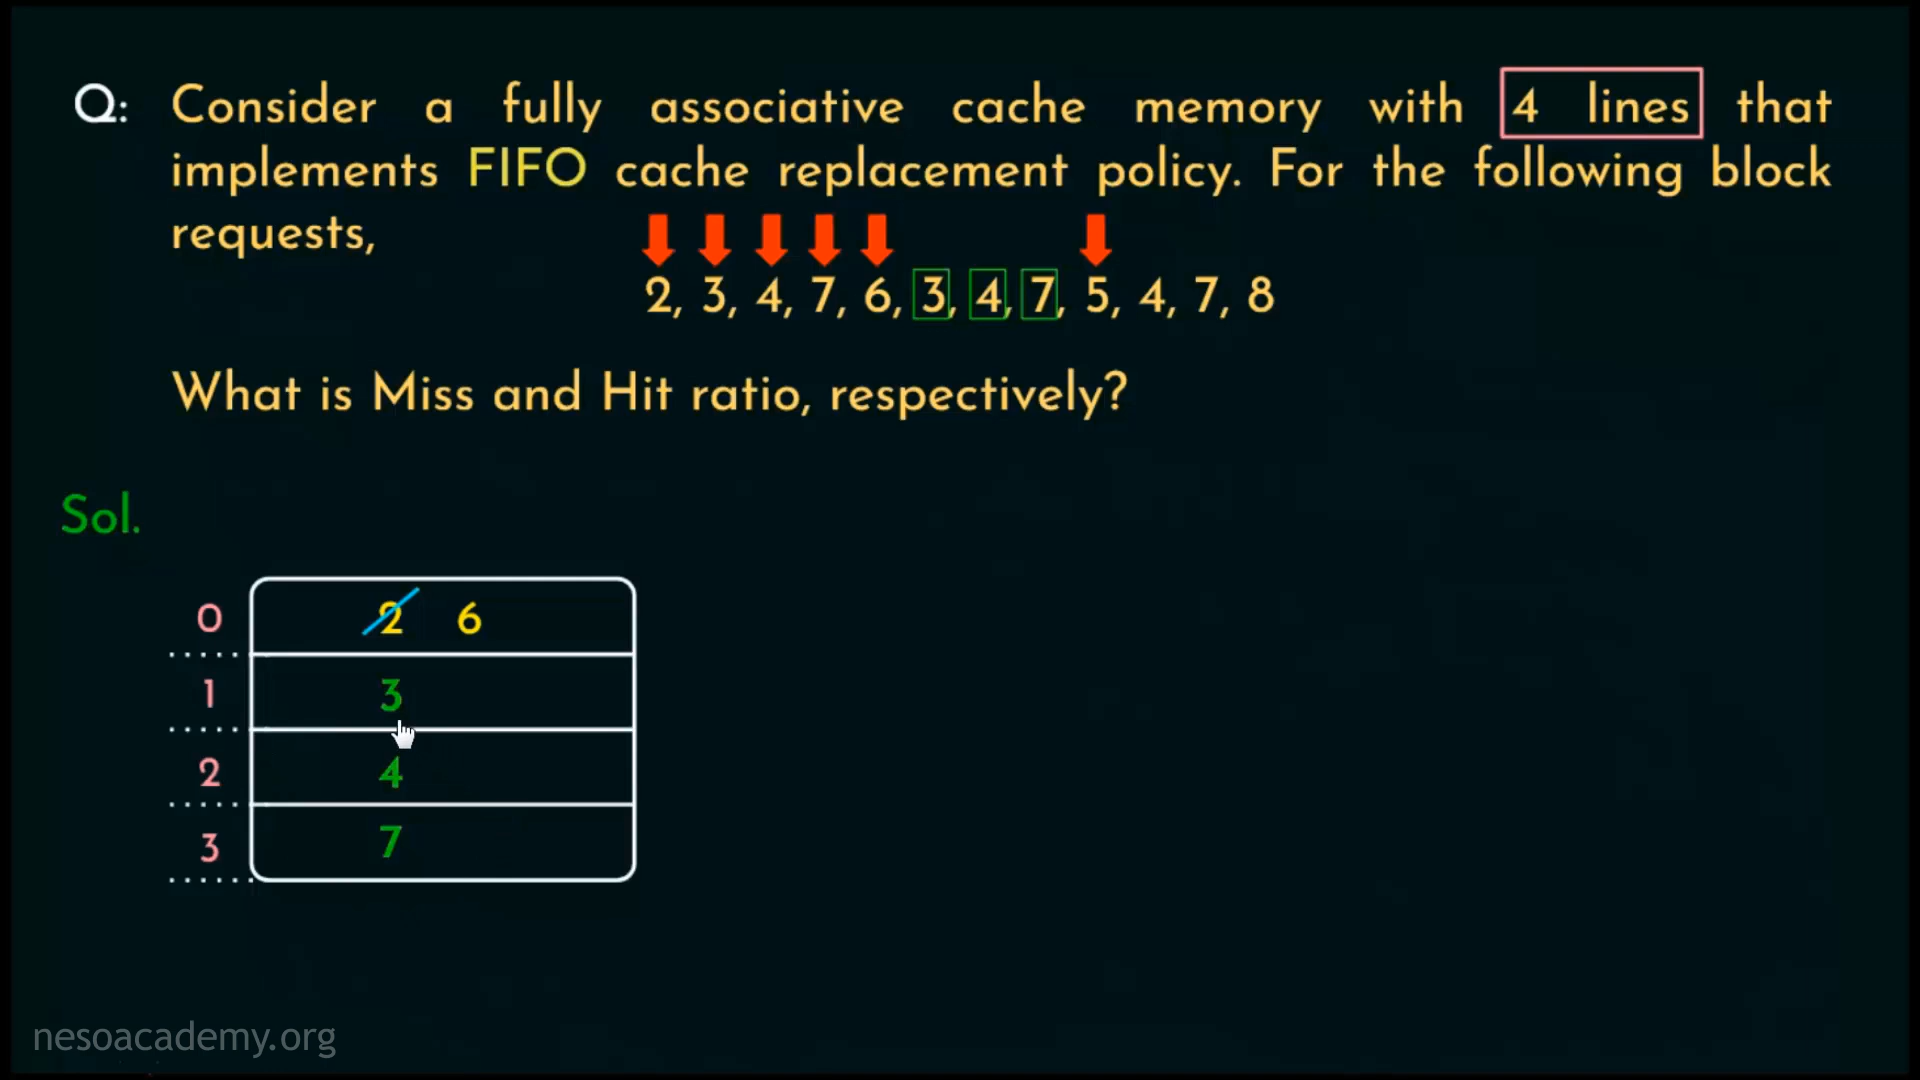 Q: Consider a fully associative cache memory with 4 lines that
implements FIFO cache replacement policy. For the following block
requests,
2, 3, 4, 7, 6, 3, 4, 7, 5, 4, 7, 8
What is Miss and Hit ratio, respectively?
Sol.
0 2 6
1 3
2 4
3 7
nesoacademy.org